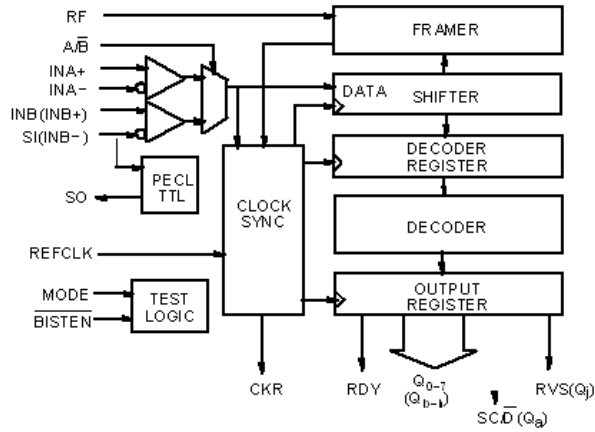 RF
FRAMER
A/B̅
INA+
INA−
DATA
SHIFTER
INB(INB+)
SI(INB−)
DECODER
REGISTER
PECL
TTL
SO
CLOCK
SYNC
DECODER
REFCLK
MODE
BISTEN
TEST
LOGIC
OUTPUT
REGISTER
CKR
RDY
Q0−7
RVS(Qj)
SC/D̅(Qa)